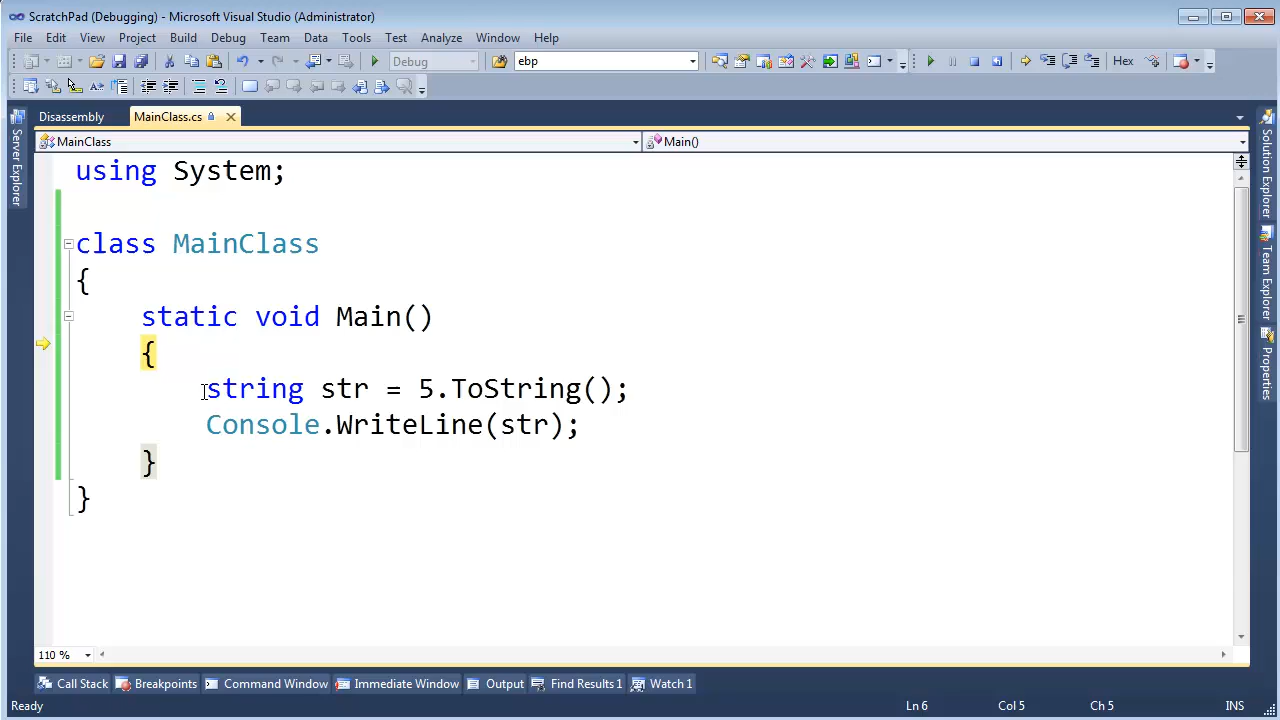 ScratchPad (Debugging) - Microsoft Visual Studio (Administrator)
File Edit View Project Build Debug Team Data Tools Test Analyze Window Help
Debug ebp Hex
Disassembly MainClass.cs
MainClass Main()
Server Explorer
Solution Explorer
Team Explorer
Properties
using System;
class MainClass
{
static void Main()
{
string str = 5.ToString();
Console.WriteLine(str);
}
}
110 %
Call Stack Breakpoints Command Window Immediate Window Output Find Results 1 Watch 1
Ready Ln 6 Col 5 Ch 5 INS